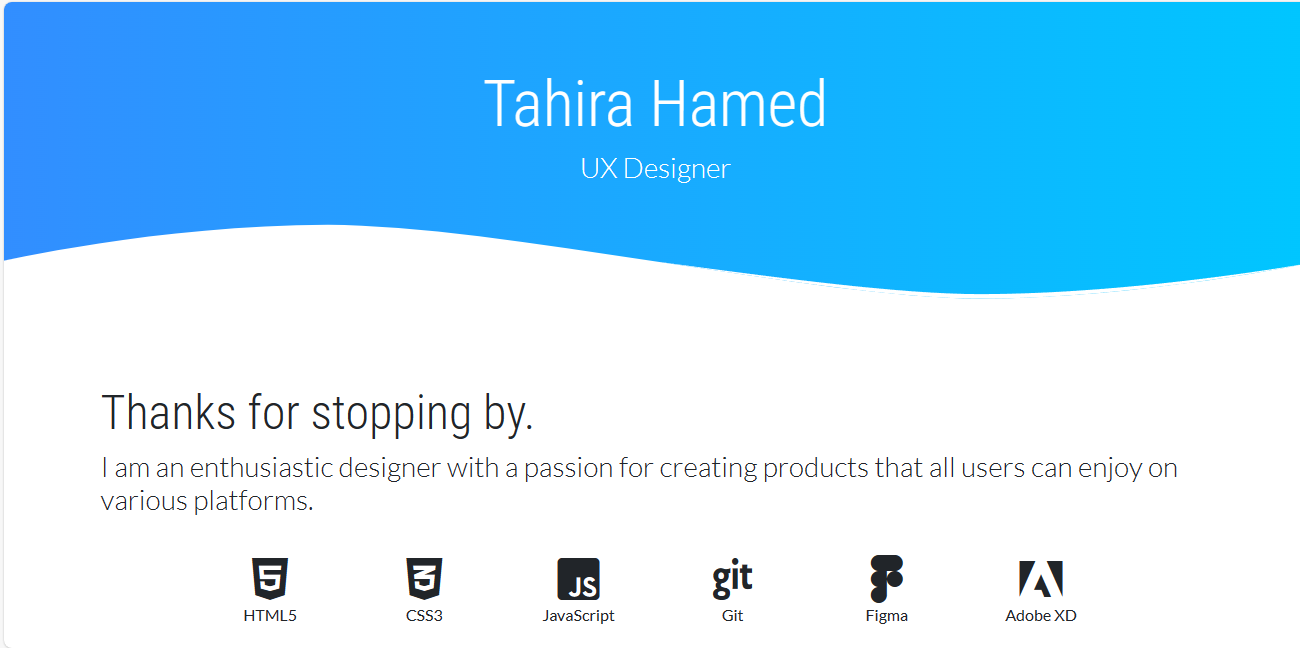 Tahira Hamed
UX Designer
Thanks for stopping by.
I am an enthusiastic designer with a passion for creating products that all users can enjoy on
various platforms.
5 3 JS git
HTML5 CSS3 JavaScript Git Figma Adobe XD